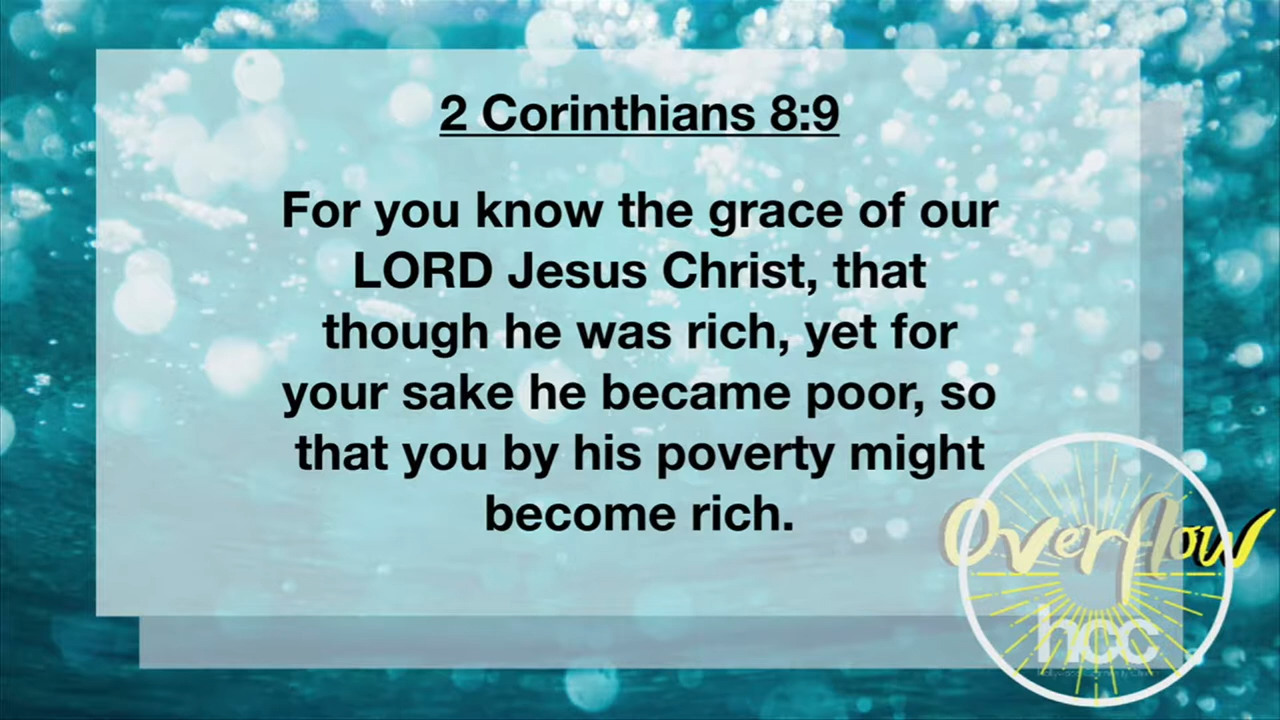 2 Corinthians 8:9
For you know the grace of our
LORD Jesus Christ, that
though he was rich, yet for
your sake he became poor, so
that you by his poverty might
become rich.
Overflow
hcc